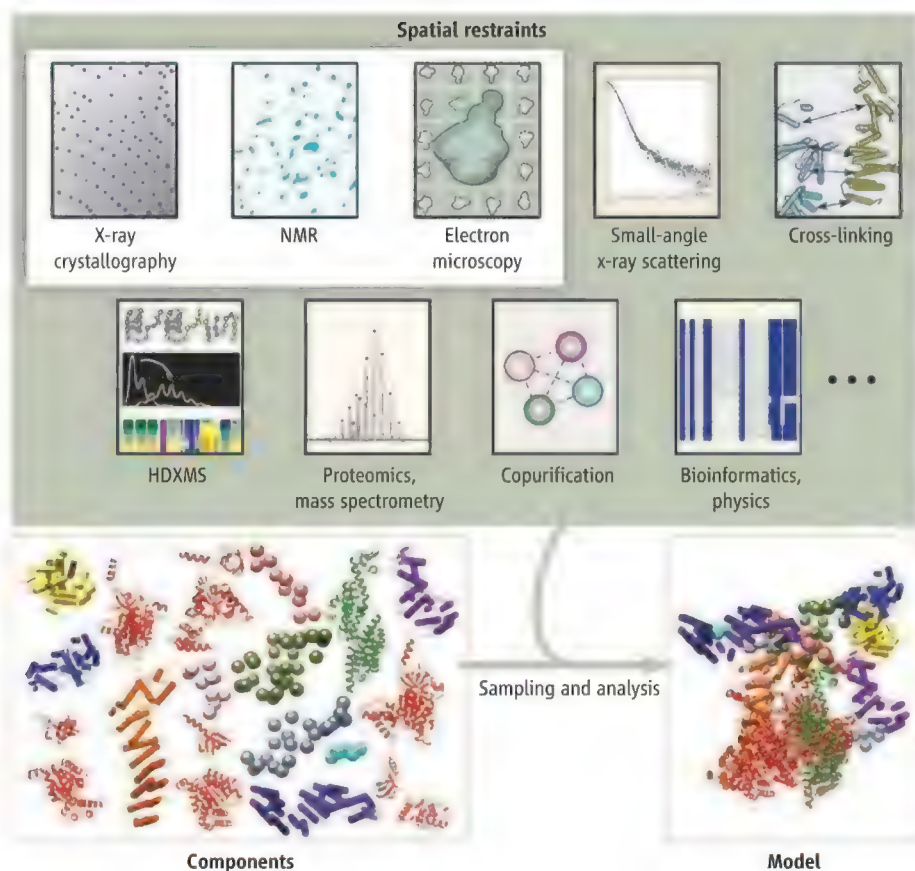 Spatial restraints
X-ray
crystallography
NMR
Electron
microscopy
Small-angle
x-ray scattering
Cross-linking
HDXMS
Proteomics,
mass spectrometry
Copurification
Bioinformatics,
physics
Sampling and analysis
Components
Model